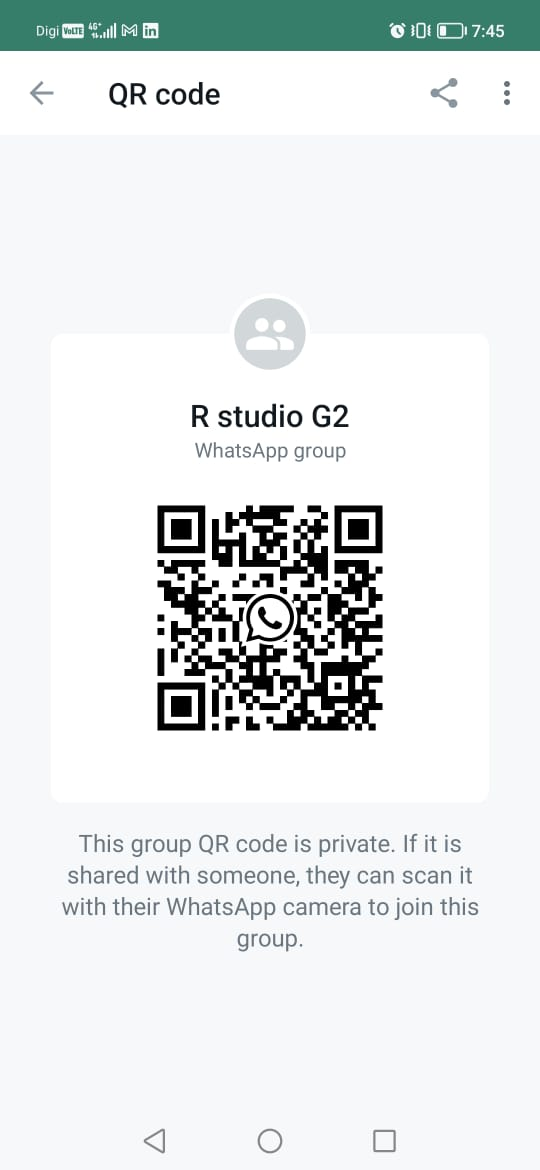 Digi VoLTE 4G+ 7:45
QR code
R studio G2
WhatsApp group
This group QR code is private. If it is
shared with someone, they can scan it
with their WhatsApp camera to join this
group.